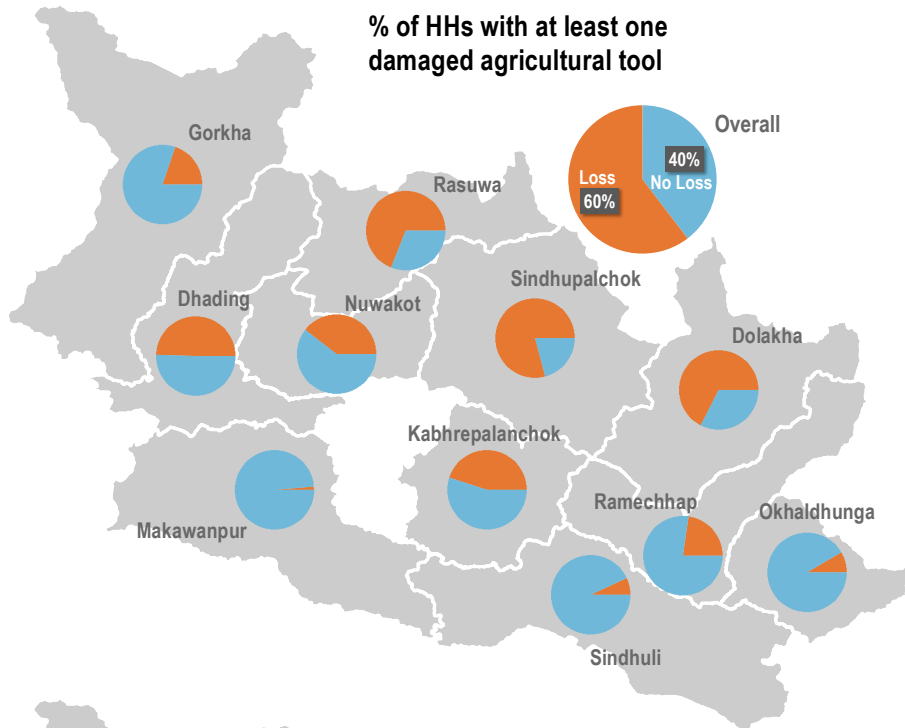 % of HHs with at least one
damaged agricultural tool
Overall
40%
No Loss
Loss
60%
Gorkha
Rasuwa
Sindhupalchok
Dhading
Nuwakot
Dolakha
Kabhrepalanchok
Ramechhap
Okhaldhunga
Makawanpur
Sindhuli